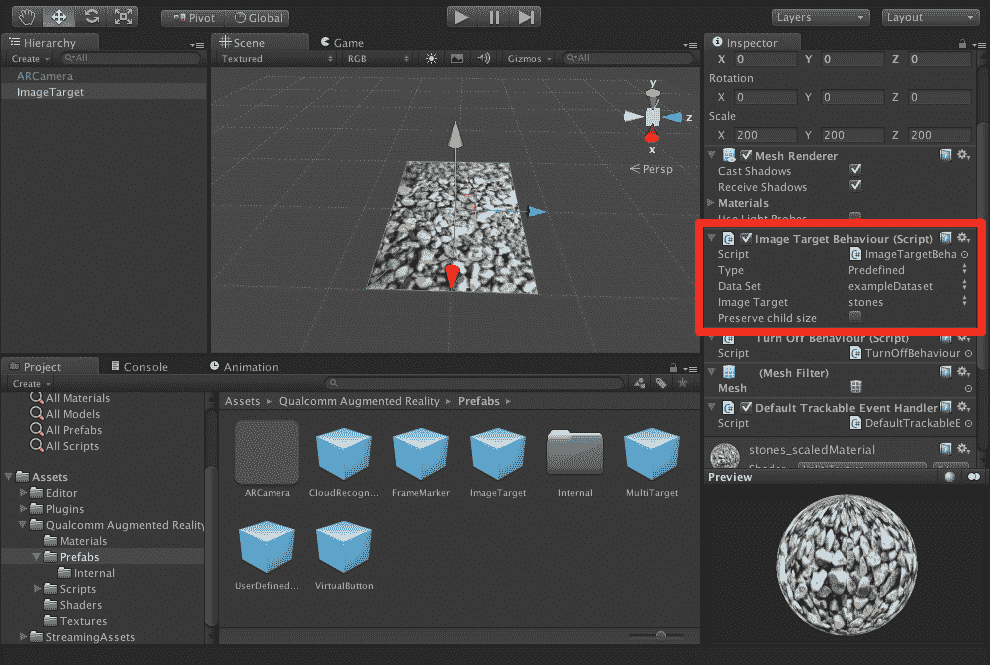 Pivot Global Layers Layout
Hierarchy
Create All
ARCamera
ImageTarget
Scene Game
Textured RGB Gizmos All
y
z
x
Persp
Inspector
X 0 Y 0 Z 0
Rotation
X 0 Y 0 Z 0
Scale
X 200 Y 200 Z 200
Mesh Renderer
Cast Shadows
Receive Shadows
Materials
Use Light Probes
Image Target Behaviour (Script)
Script ImageTargetBeha
Type Predefined
Data Set exampleDataset
Image Target stones
Preserve child size
Turn Off Behaviour (Script)
Script TurnOffBehaviour
(Mesh Filter)
Mesh
Default Trackable Event Handler
Script DefaultTrackableE
stones_scaledMaterial
Shader
Preview
Project Console Animation
Create
All Materials
All Models
All Prefabs
All Scripts
Assets
Editor
Plugins
Qualcomm Augmented Reality
Materials
Prefabs
Internal
Scripts
Shaders
Textures
StreamingAssets
Assets Qualcomm Augmented Reality Prefabs
ARCamera CloudRecogn... FrameMarker ImageTarget Internal MultiTarget
UserDefined... VirtualButton